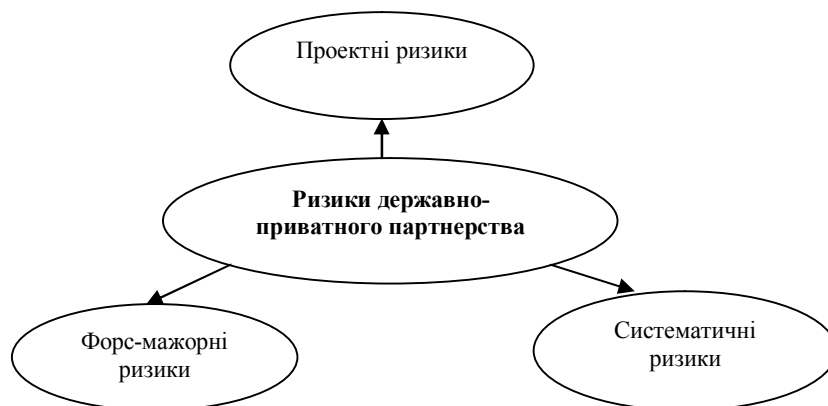 Проектні ризики
Ризики державно-
приватного партнерства
Форс-мажорні
ризики
Систематичні
ризики